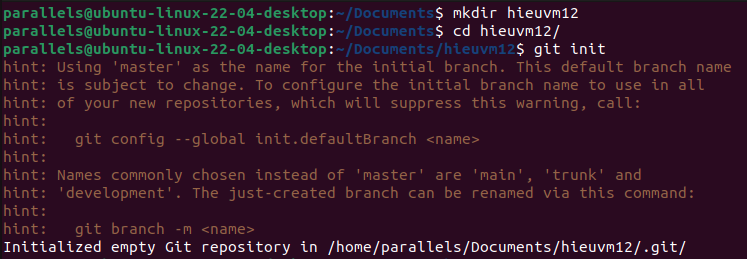 parallels@ubuntu-linux-22-04-desktop:~/Documents$ mkdir hieuvm12
parallels@ubuntu-linux-22-04-desktop:~/Documents$ cd hieuvm12/
parallels@ubuntu-linux-22-04-desktop:~/Documents/hieuvm12$ git init
hint: Using 'master' as the name for the initial branch. This default branch name
hint: is subject to change. To configure the initial branch name to use in all
hint: of your new repositories, which will suppress this warning, call:
hint:
hint:   git config --global init.defaultBranch <name>
hint:
hint: Names commonly chosen instead of 'master' are 'main', 'trunk' and
hint: 'development'. The just-created branch can be renamed via this command:
hint:
hint:   git branch -m <name>
Initialized empty Git repository in /home/parallels/Documents/hieuvm12/.git/